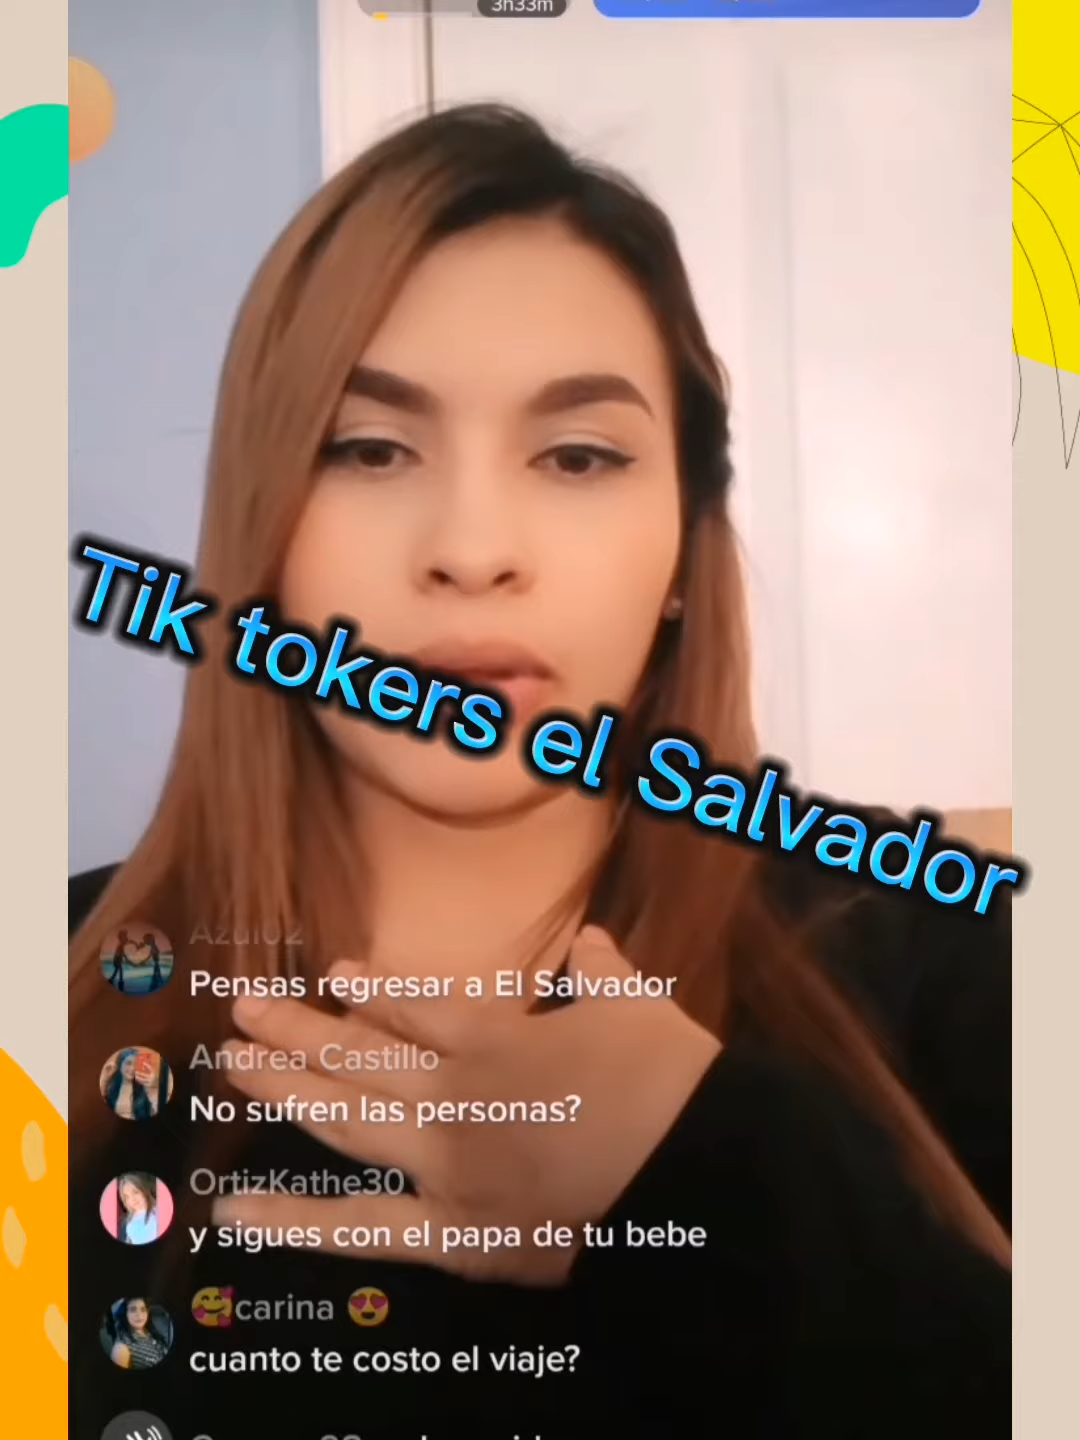 3h33m
Tik tokers el Salvador
Azul02
Pensas regresar a El Salvador
Andrea Castillo
No sufren las personas?
OrtizKathe30
y sigues con el papa de tu bebe
🥰carina 😍
cuanto te costo el viaje?